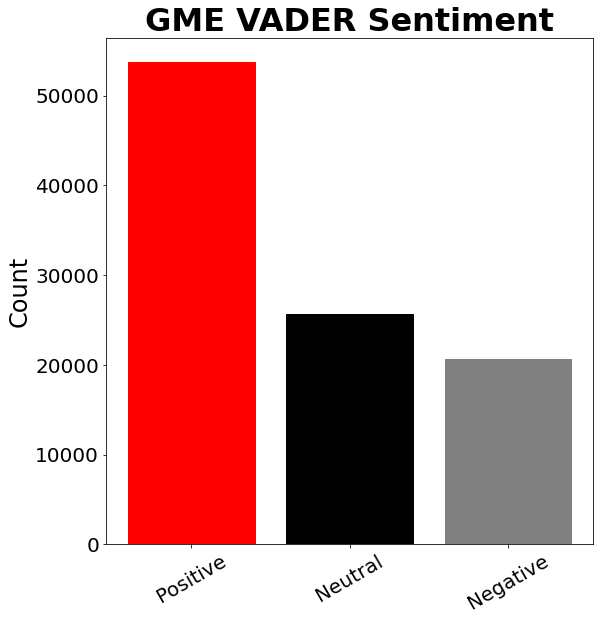 GME VADER Sentiment
50000
40000
30000
20000
10000
0
Count
Positive
Neutral
Negative